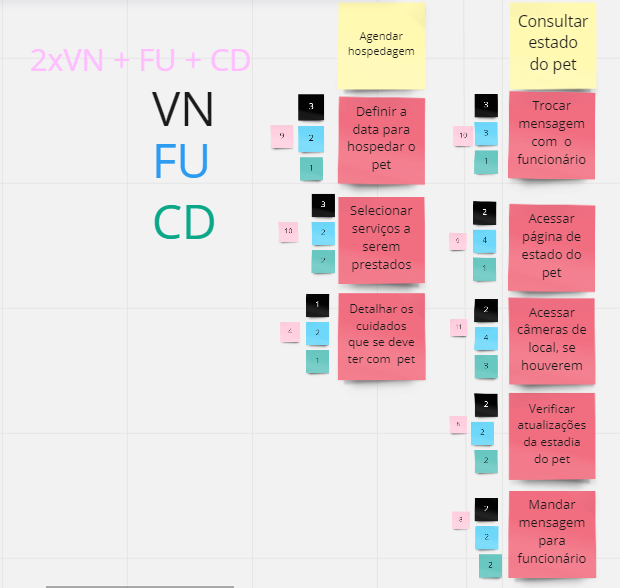 2xVN + FU + CD
VN
FU
CD
Agendar
hospedagem
3
2
1
9
Definir a
data para
hospedar o
pet
3
2
2
10
Selecionar
serviços a
serem
prestados
1
2
1
Detalhar os
cuidados
que se deve
ter com pet
Consultar
estado
do pet
3
3
1
10
Trocar
mensagem
com o
funcionário
2
4
1
9
Acessar
página de
estado do
pet
2
4
3
11
Acessar
câmeras de
local, se
houverem
2
2
2
Verificar
atualizações
da estadia
do pet
2
2
2
8
Mandar
mensagem
para
funcionário